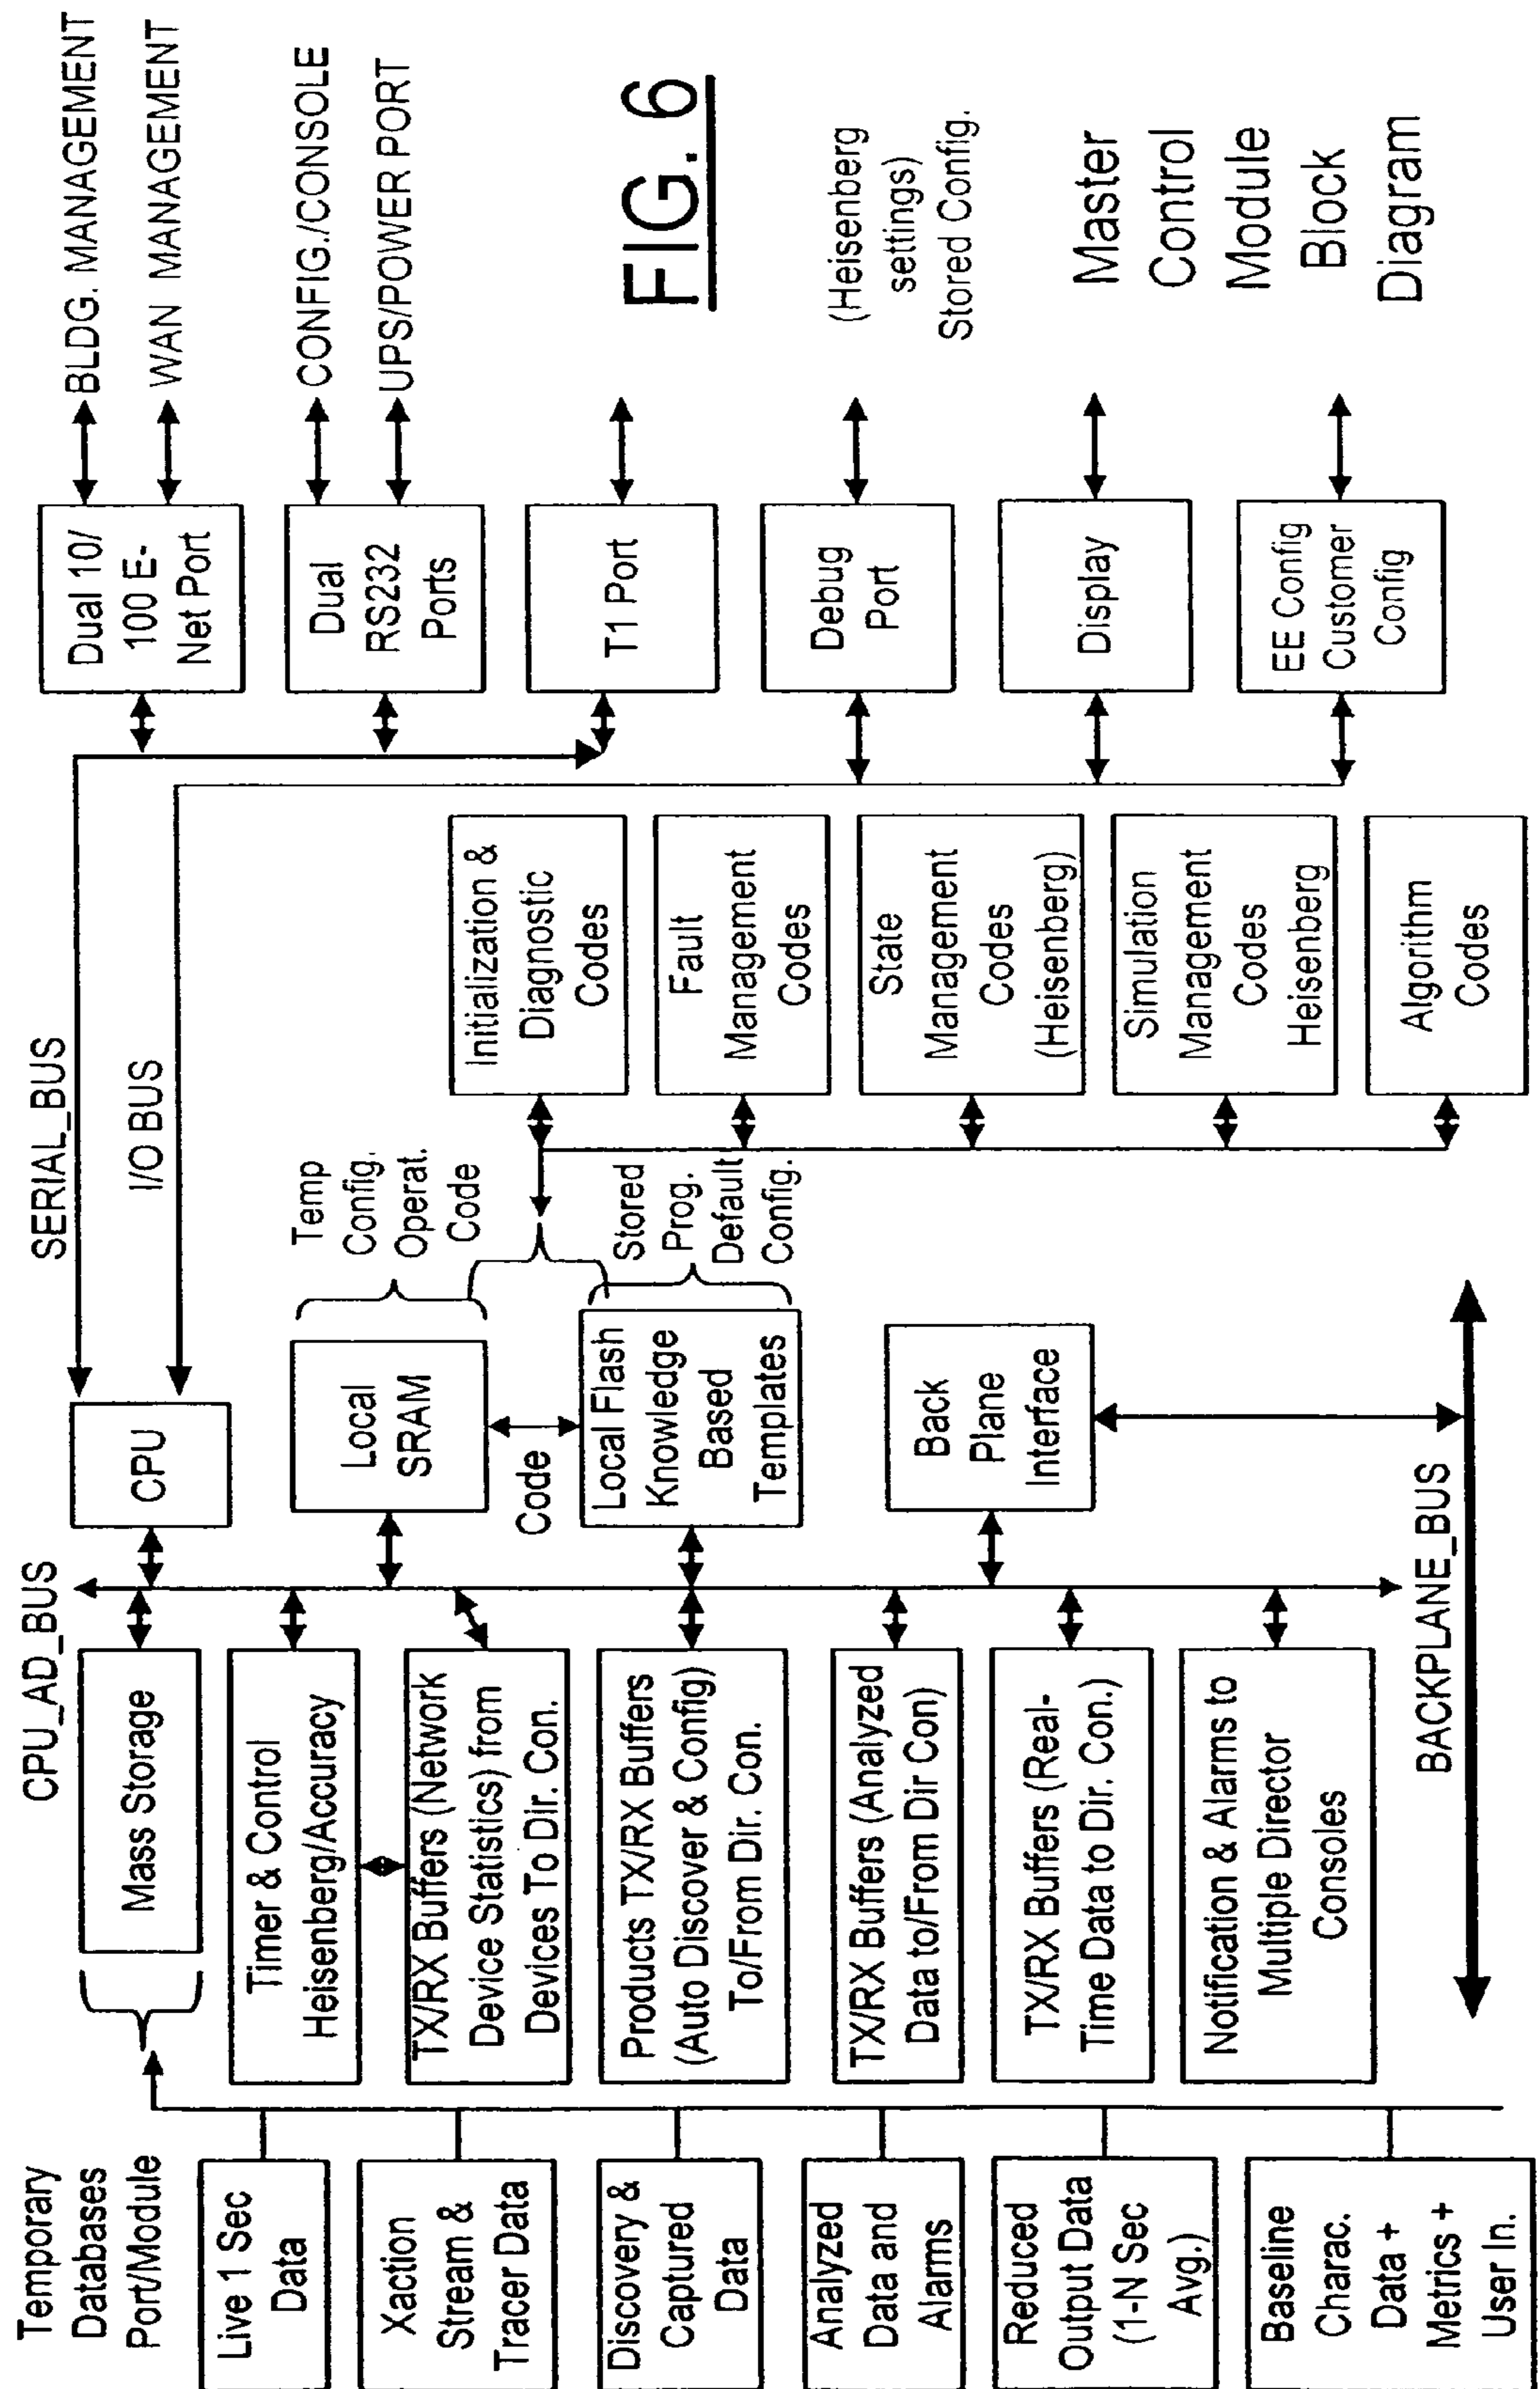 Temporary
Databases
Port/Module
Live 1 Sec
Data
Xaction
Stream &
Tracer Data
Discovery &
Captured
Data
Analyzed
Data and
Alarms
Reduced
Output Data
(1-N Sec
Avg.)
Baseline
Charac.
Data +
Metrics +
User In.
CPU_AD_BUS
Mass Storage
Timer & Control
Heisenberg/Accuracy
TX/RX Buffers (Network
Device Statistics) from
Devices To Dir. Con.
Products TX/RX Buffers
(Auto Discover & Config)
To/From Dir. Con.
TX/RX Buffers (Analyzed
Data to/From Dir Con)
TX/RX Buffers (Real-
Time Data to Dir. Con.)
Notification & Alarms to
Multiple Director
Consoles
BACKPLANE_BUS
CPU
Local
SRAM
Code
Local Flash
Knowledge
Based
Templates
Back
Plane
Interface
SERIAL_BUS
I/O BUS
Temp
Config.
Operat.
Code
Stored
Prog.
Default
Config.
Initialization &
Diagnostic
Codes
Fault
Management
Codes
State
Management
Codes
(Heisenberg)
Simulation
Management
Codes
Heisenberg
Algorithm
Codes
Dual 10/
100 E-
Net Port
Dual
RS232
Ports
T1 Port
Debug
Port
Display
EE Config
Customer
Config
BLDG. MANAGEMENT
WAN MANAGEMENT
CONFIG./CONSOLE
UPS/POWER PORT
FIG. 6
(Heisenberg
settings)
Stored Config.
Master
Control
Module
Block
Diagram